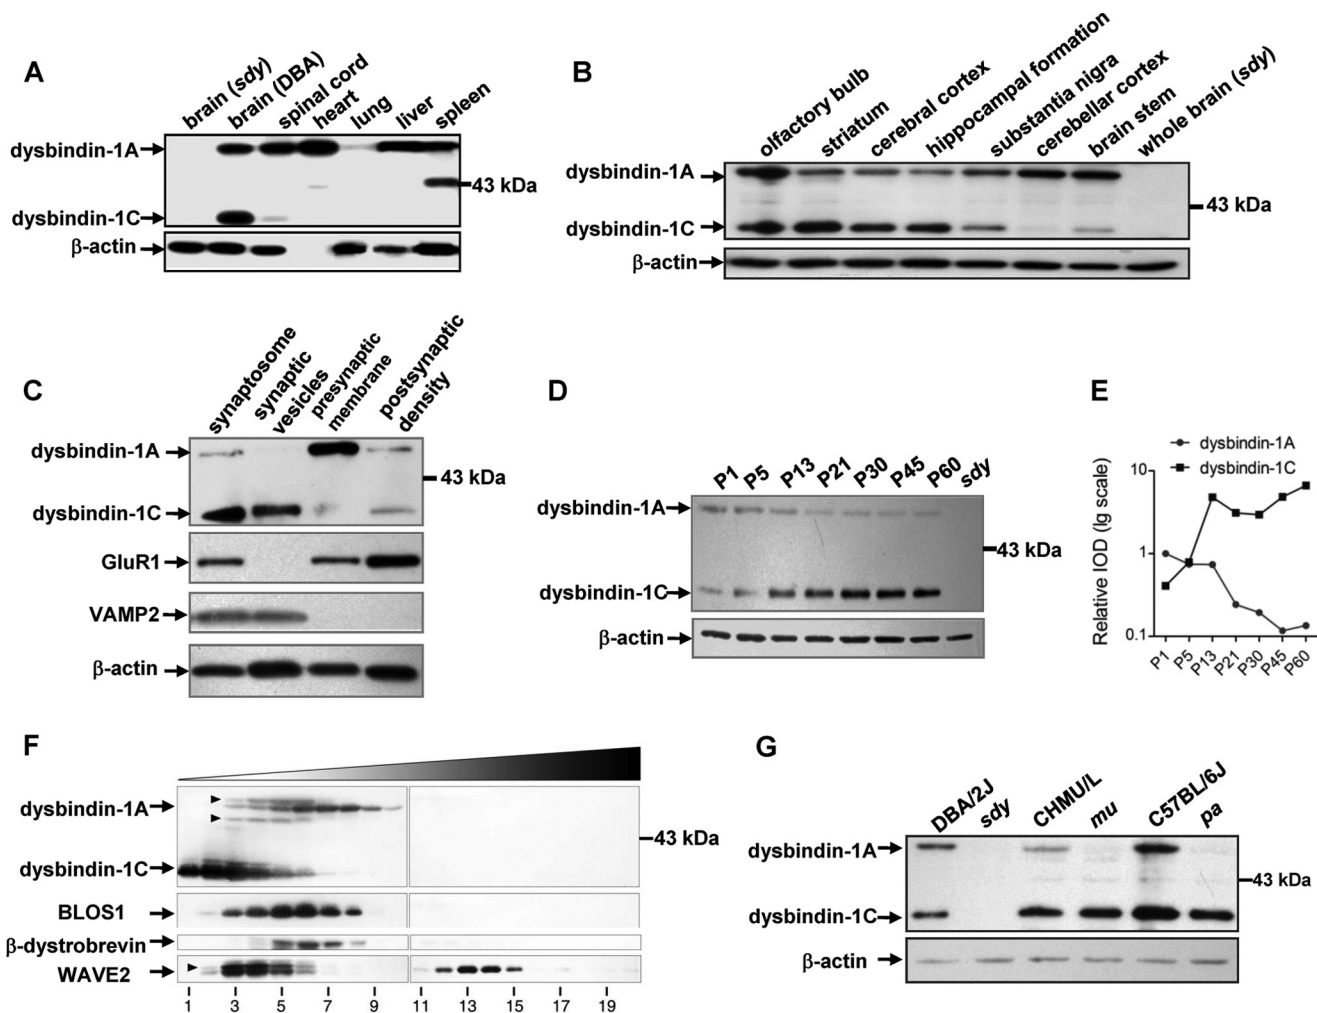 A
brain (sdy)
brain (DBA)
spinal cord
heart
lung
liver
spleen
dysbindin-1A
43 kDa
dysbindin-1C
β-actin
B
olfactory bulb
striatum
cerebral cortex
hippocampal formation
substantia nigra
cerebellar cortex
brain stem
whole brain (sdy)
dysbindin-1A
43 kDa
dysbindin-1C
β-actin
C
synaptosome
synaptic
vesicles
presynaptic
membrane
postsynaptic
density
dysbindin-1A
43 kDa
dysbindin-1C
GluR1
VAMP2
β-actin
D
P1 P5 P13 P21 P30 P45 P60 sdy
dysbindin-1A
43 kDa
dysbindin-1C
β-actin
E
dysbindin-1A
dysbindin-1C
Relative IOD (lg scale)
10
1
0.1
P1 P5 P13 P21 P30 P45 P60
F
dysbindin-1A
43 kDa
dysbindin-1C
BLOS1
β-dystrobrevin
WAVE2
1 3 5 7 9 11 13 15 17 19
G
DBA/2J
sdy
CHMU/L
mu
C57BL/6J
pa
dysbindin-1A
43 kDa
dysbindin-1C
β-actin